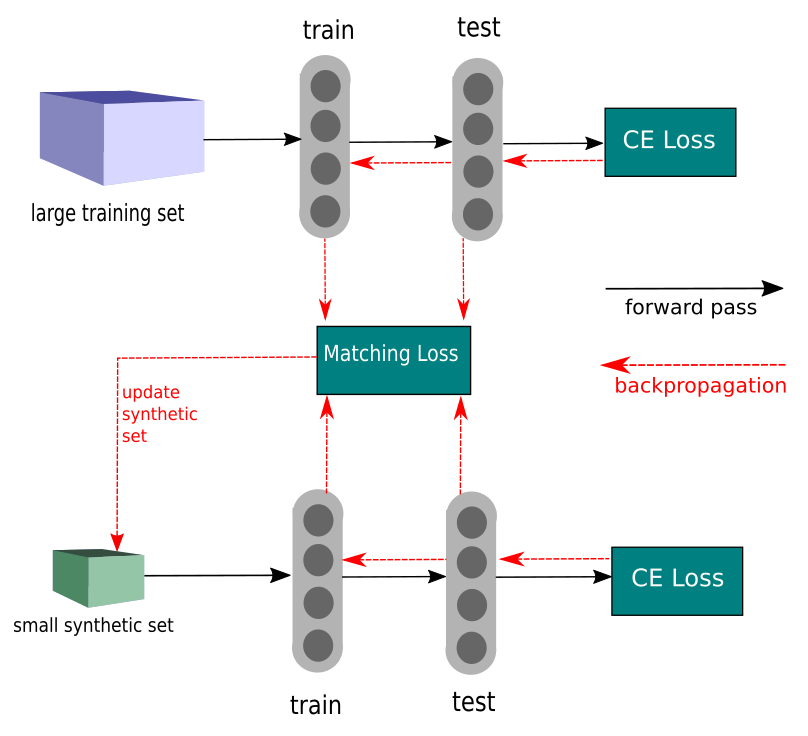 train
test
CE Loss
large training set
forward pass
Matching Loss
backpropagation
update
synthetic
set
CE Loss
small synthetic set
train
test